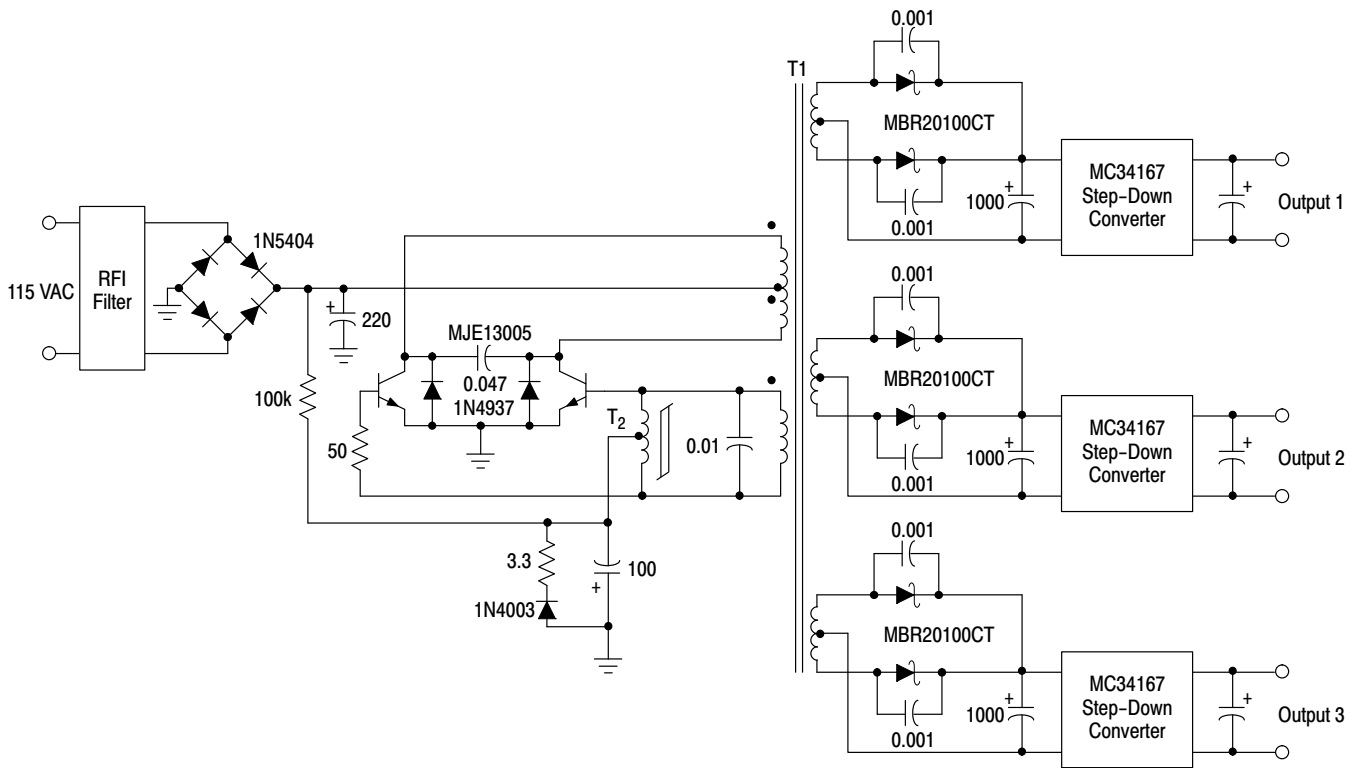 0.001
T1
MBR20100CT
0.001
1000
+
MC34167
Step-Down
Converter
+
Output 1
115 VAC
RFI
Filter
1N5404
+
220
100k
MJE13005
0.047
1N4937
50
T2
0.01
3.3
+
100
1N4003
0.001
MBR20100CT
0.001
1000
+
MC34167
Step-Down
Converter
+
Output 2
0.001
MBR20100CT
0.001
1000
+
MC34167
Step-Down
Converter
+
Output 3